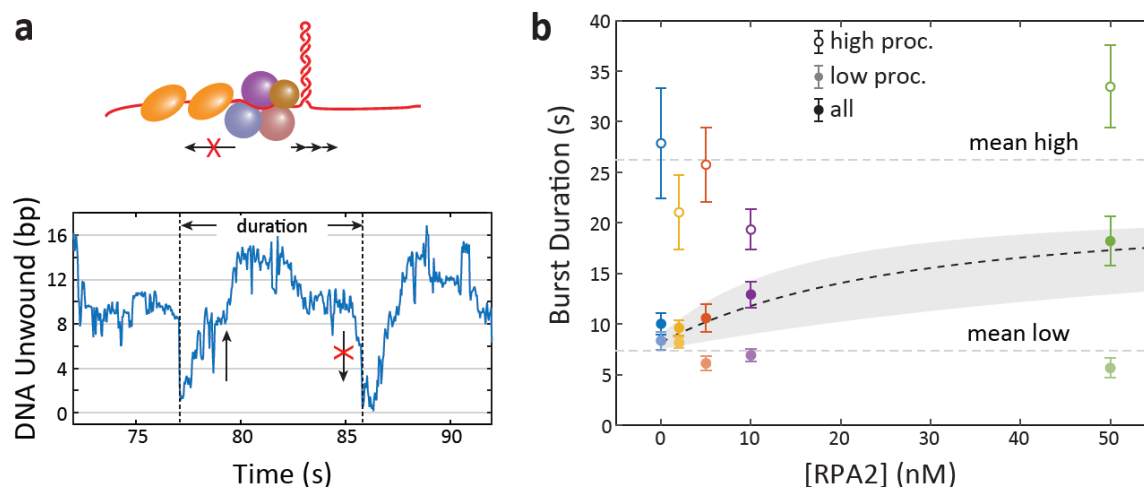 a
duration
DNA Unwound (bp)
16
12
8
4
0
75
80
85
90
Time (s)
b
40
35
30
25
20
15
10
5
0
Burst Duration (s)
high proc.
low proc.
all
mean high
mean low
0
10
20
30
40
50
[RPA2] (nM)